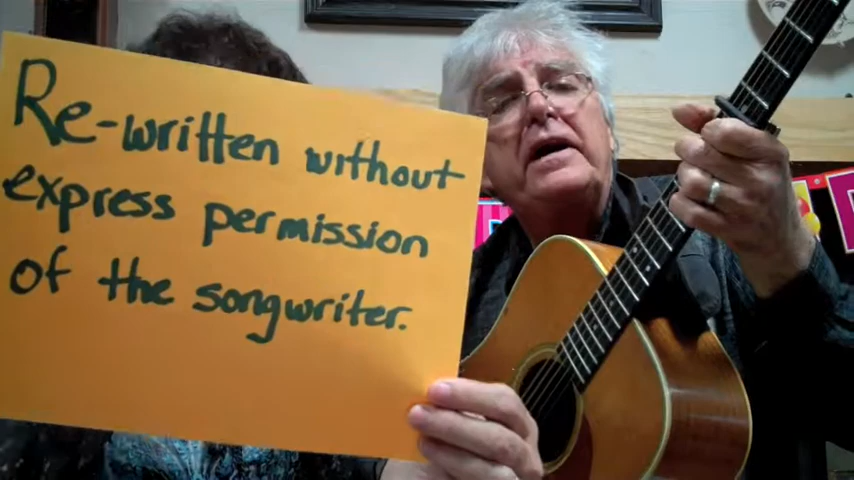 Re-written without
express permission
of the songwriter.